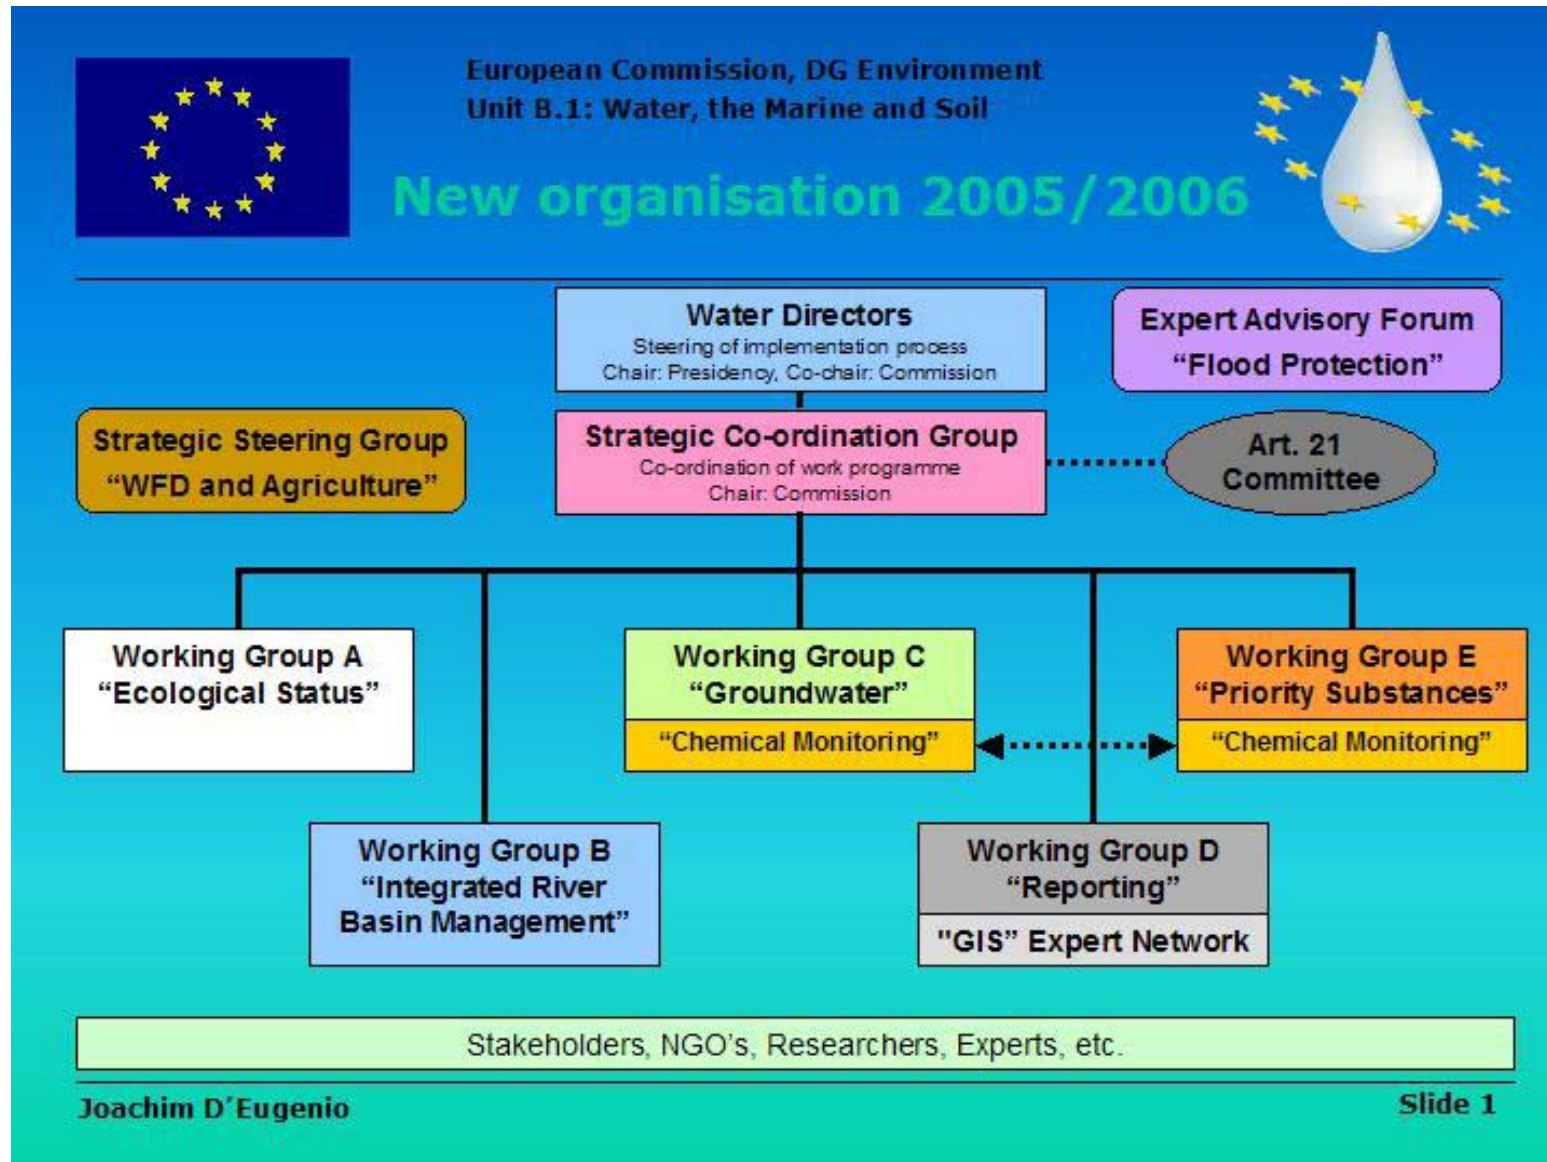 European Commission, DG Environment
Unit B.1: Water, the Marine and Soil
New organisation 2005/2006
Water Directors
Steering of implementation process
Chair: Presidency, Co-chair: Commission
Expert Advisory Forum
“Flood Protection”
Strategic Steering Group
“WFD and Agriculture”
Strategic Co-ordination Group
Co-ordination of work programme
Chair: Commission
Art. 21
Committee
Working Group A
“Ecological Status”
Working Group C
“Groundwater”
“Chemical Monitoring”
Working Group E
“Priority Substances”
“Chemical Monitoring”
Working Group B
“Integrated River
Basin Management”
Working Group D
“Reporting”
"GIS” Expert Network
Stakeholders, NGO’s, Researchers, Experts, etc.
Joachim D´Eugenio
Slide 1